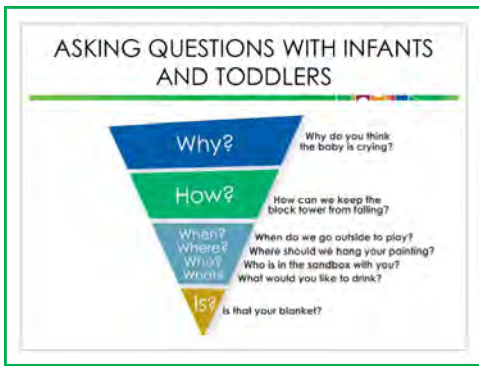 ASKING QUESTIONS WITH INFANTS
AND TODDLERS
Why?
Why do you think
the baby is crying?
How?
How can we keep the
block tower from falling?
When?
When do we go outside to play?
Where?
Where should we hang your painting?
Who?
Who is in the sandbox with you?
What?
What would you like to drink?
Is?
Is that your blanket?